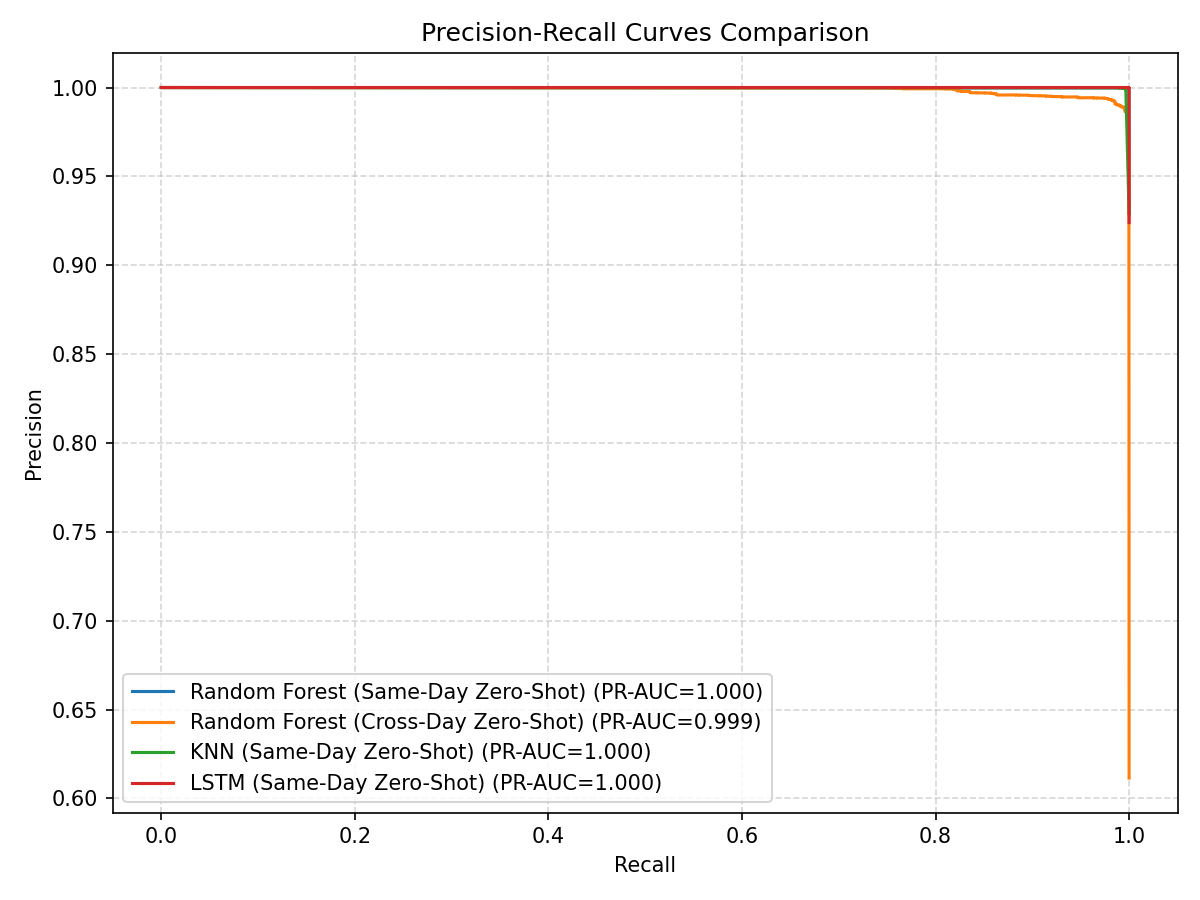 Precision-Recall Curves Comparison
1.00
0.95
0.90
0.85
0.80
0.75
0.70
0.65
0.60
Precision
Random Forest (Same-Day Zero-Shot) (PR-AUC=1.000)
Random Forest (Cross-Day Zero-Shot) (PR-AUC=0.999)
KNN (Same-Day Zero-Shot) (PR-AUC=1.000)
LSTM (Same-Day Zero-Shot) (PR-AUC=1.000)
0.0 0.2 0.4 0.6 0.8 1.0
Recall